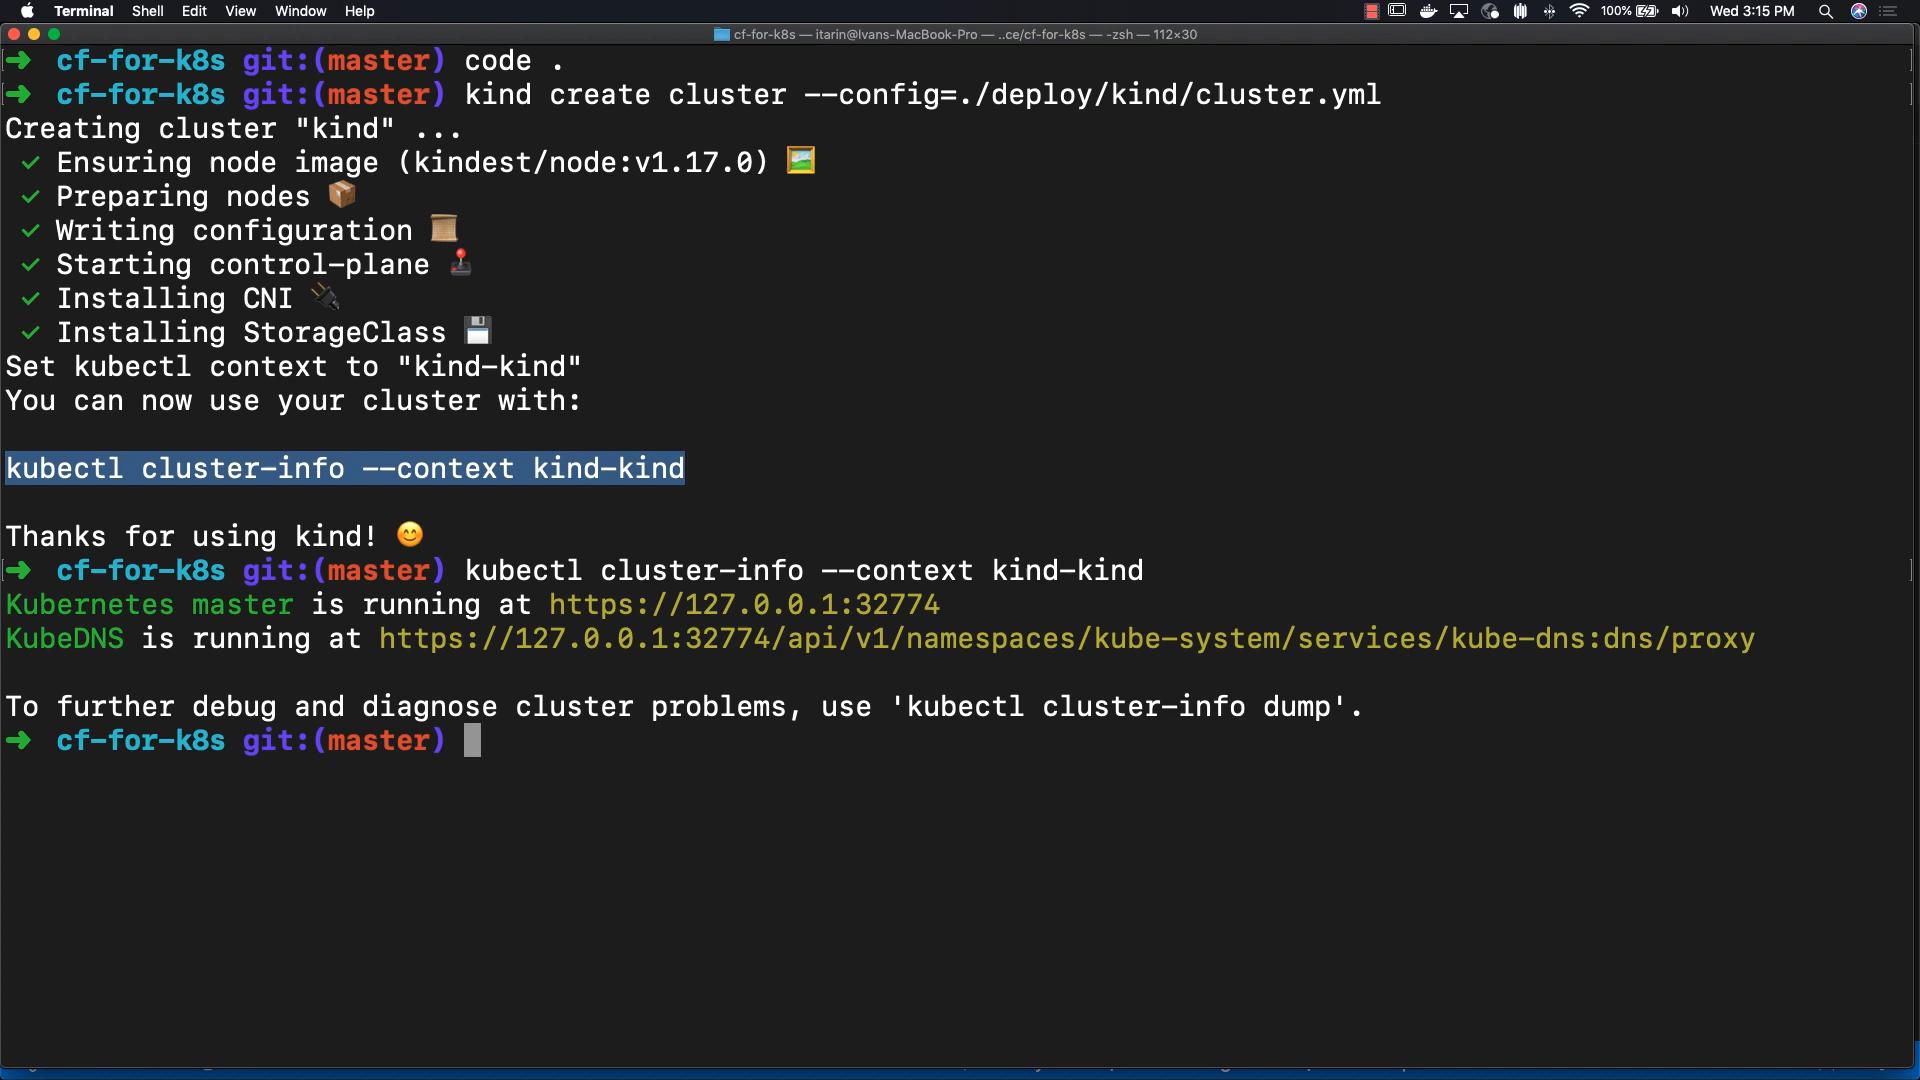 Terminal Shell Edit View Window Help 100% Wed 3:15 PM
cf-for-k8s — itarin@Ivans-MacBook-Pro — ..ce/cf-for-k8s — -zsh — 112×30
➜ cf-for-k8s git:(master) code .
➜ cf-for-k8s git:(master) kind create cluster --config=./deploy/kind/cluster.yml
Creating cluster "kind" ...
✓ Ensuring node image (kindest/node:v1.17.0) 🖼
✓ Preparing nodes 📦
✓ Writing configuration 📜
✓ Starting control-plane 🕹
✓ Installing CNI 🔌
✓ Installing StorageClass 💾
Set kubectl context to "kind-kind"
You can now use your cluster with:
kubectl cluster-info --context kind-kind
Thanks for using kind! 😊
➜ cf-for-k8s git:(master) kubectl cluster-info --context kind-kind
Kubernetes master is running at https://127.0.0.1:32774
KubeDNS is running at https://127.0.0.1:32774/api/v1/namespaces/kube-system/services/kube-dns:dns/proxy
To further debug and diagnose cluster problems, use 'kubectl cluster-info dump'.
➜ cf-for-k8s git:(master)